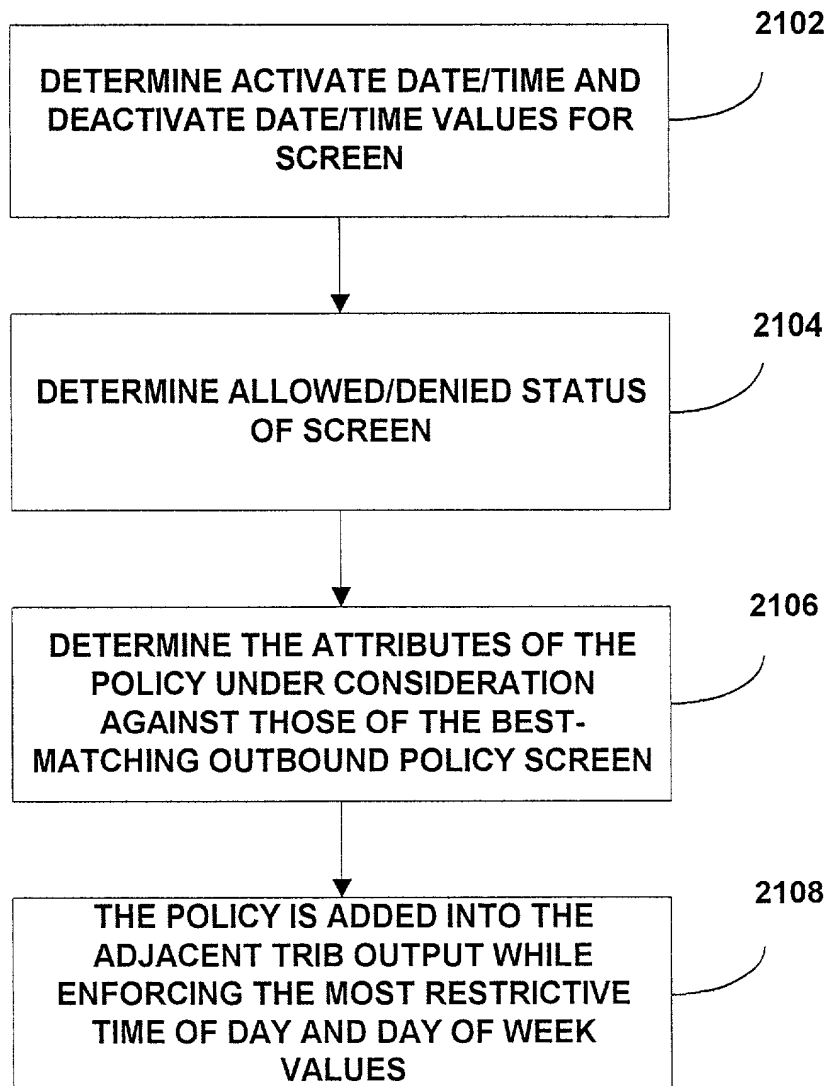 2102
DETERMINE ACTIVATE DATE/TIME AND
DEACTIVATE DATE/TIME VALUES FOR
SCREEN
2104
DETERMINE ALLOWED/DENIED STATUS
OF SCREEN
2106
DETERMINE THE ATTRIBUTES OF THE
POLICY UNDER CONSIDERATION
AGAINST THOSE OF THE BEST-
MATCHING OUTBOUND POLICY SCREEN
2108
THE POLICY IS ADDED INTO THE
ADJACENT TRIB OUTPUT WHILE
ENFORCING THE MOST RESTRICTIVE
TIME OF DAY AND DAY OF WEEK
VALUES